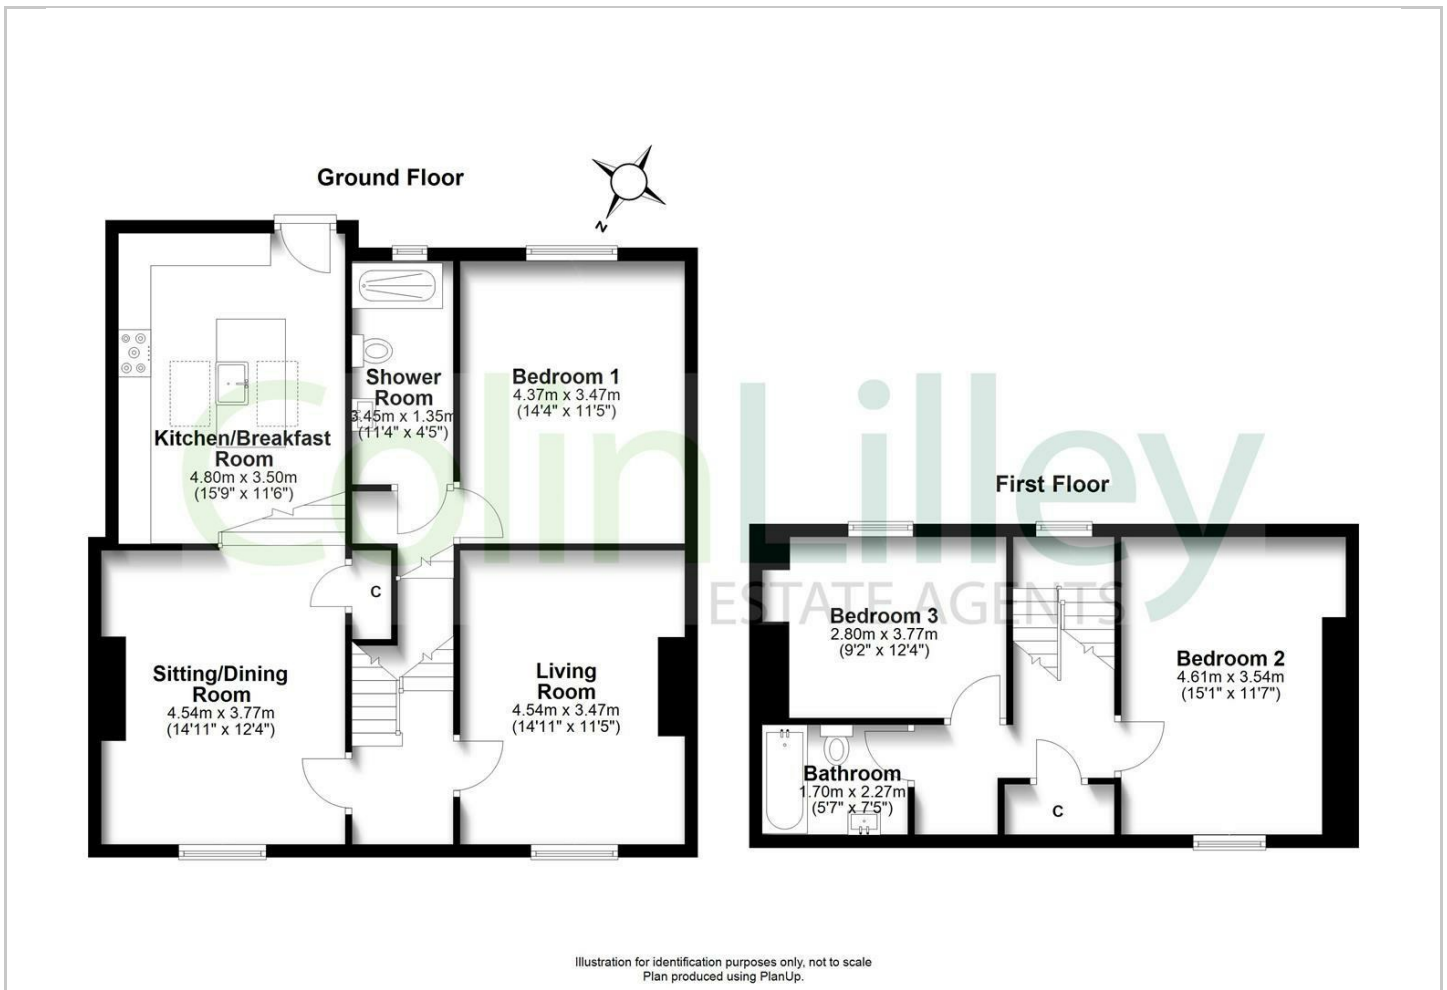 Ground Floor
N
Shower
Room
3.45m x 1.35m
(11'4" x 4'5")
Bedroom 1
4.37m x 3.47m
(14'4" x 11'5")
Kitchen/Breakfast
Room
4.80m x 3.50m
(15'9" x 11'6")
C
Sitting/Dining
Room
4.54m x 3.77m
(14'11" x 12'4")
Living
Room
4.54m x 3.47m
(14'11" x 11'5")
ColinLilley
ESTATE AGENTS
First Floor
Bedroom 3
2.80m x 3.77m
(9'2" x 12'4")
Bedroom 2
4.61m x 3.54m
(15'1" x 11'7")
Bathroom
1.70m x 2.27m
(5'7" x 7'5")
C
Illustration for identification purposes only, not to scale
Plan produced using PlanUp.